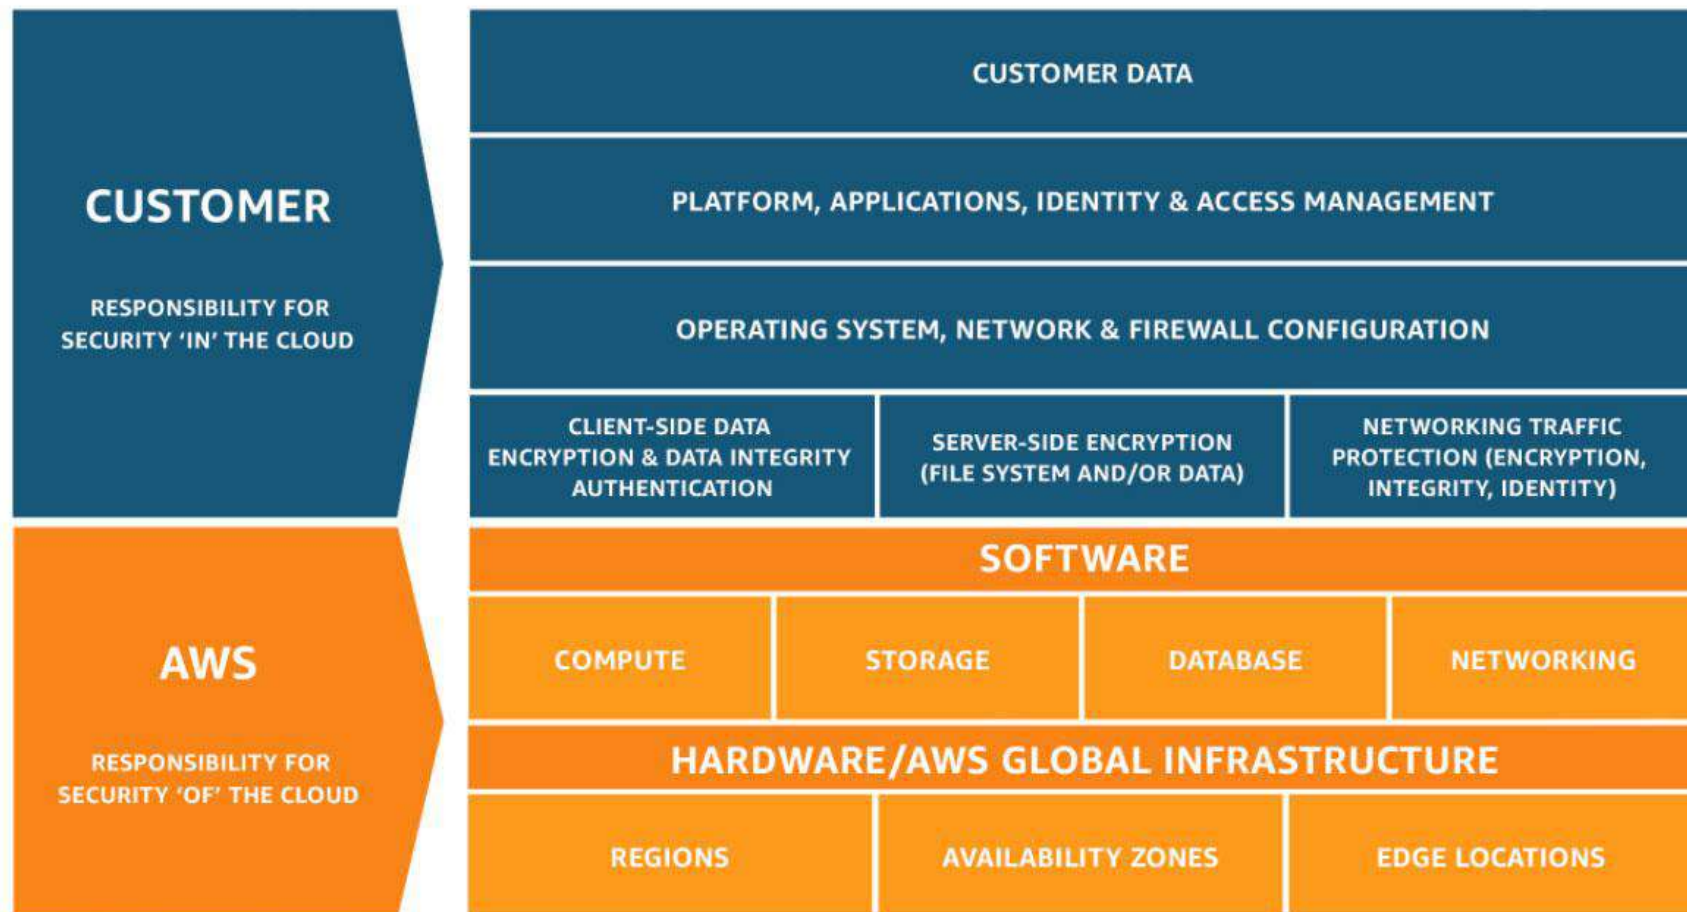 CUSTOMER
RESPONSIBILITY FOR
SECURITY ‘IN’ THE CLOUD
CUSTOMER DATA
PLATFORM, APPLICATIONS, IDENTITY & ACCESS MANAGEMENT
OPERATING SYSTEM, NETWORK & FIREWALL CONFIGURATION
CLIENT-SIDE DATA
ENCRYPTION & DATA INTEGRITY
AUTHENTICATION
SERVER-SIDE ENCRYPTION
(FILE SYSTEM AND/OR DATA)
NETWORKING TRAFFIC
PROTECTION (ENCRYPTION,
INTEGRITY, IDENTITY)
AWS
RESPONSIBILITY FOR
SECURITY ‘OF’ THE CLOUD
SOFTWARE
COMPUTE
STORAGE
DATABASE
NETWORKING
HARDWARE/AWS GLOBAL INFRASTRUCTURE
REGIONS
AVAILABILITY ZONES
EDGE LOCATIONS